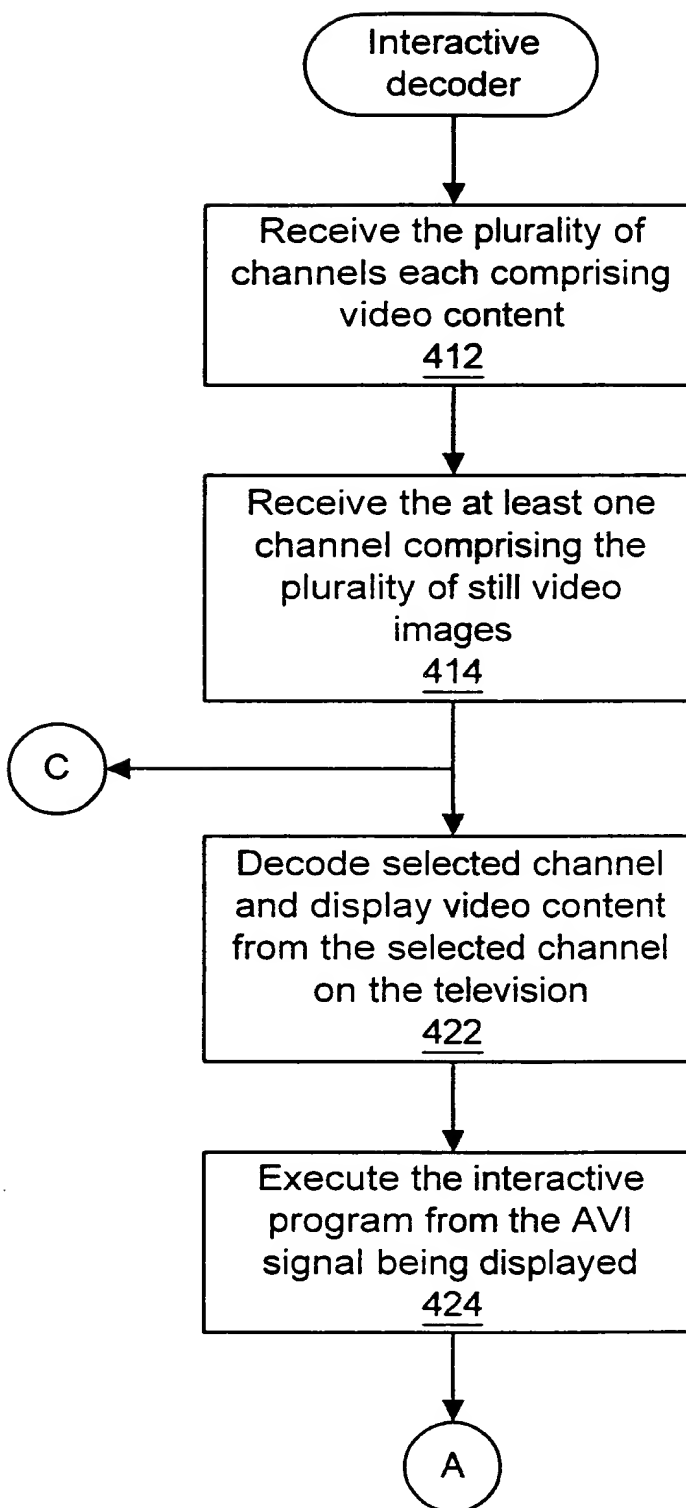 Interactive
decoder
Receive the plurality of
channels each comprising
video content
412
Receive the at least one
channel comprising the
plurality of still video
images
414
C
Decode selected channel
and display video content
from the selected channel
on the television
422
Execute the interactive
program from the AVI
signal being displayed
424
A